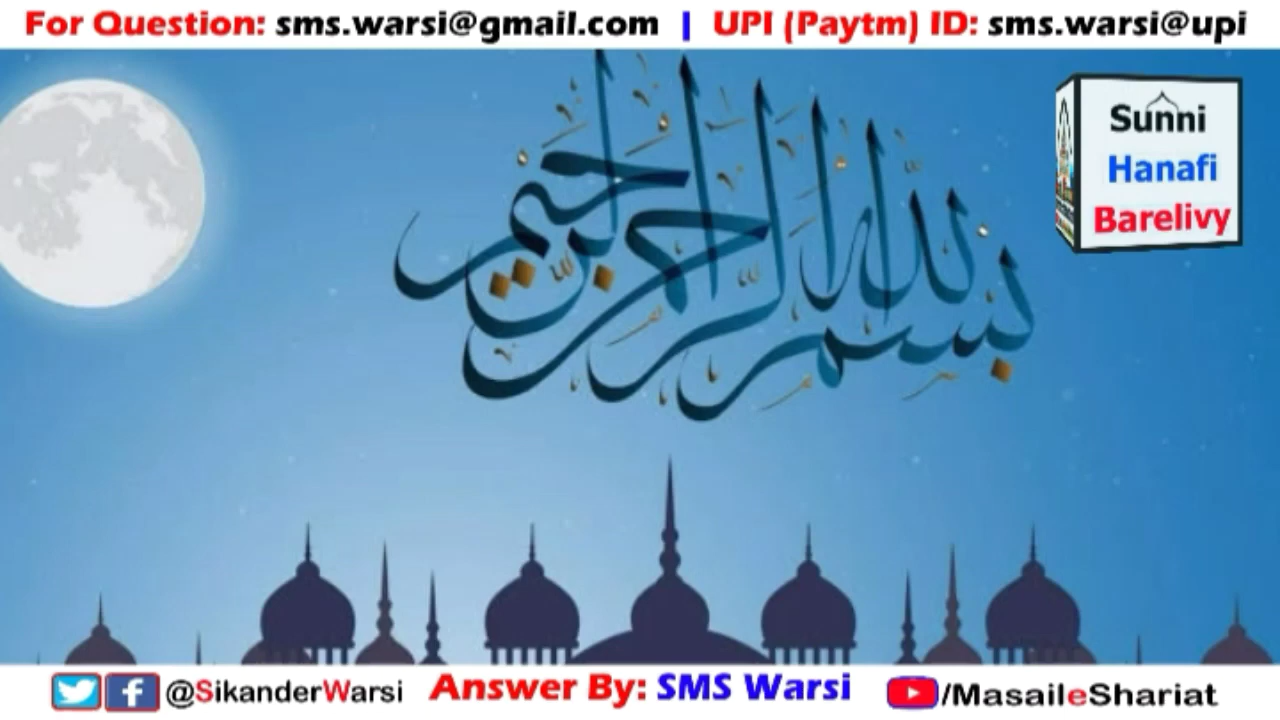 For Question: sms.warsi@gmail.com | UPI (Paytm) ID: sms.warsi@upi
Sunni
Hanafi
Barelivy
بسم الله الرحمن الرحيم
@SikanderWarsi Answer By: SMS Warsi /MasaileShariat